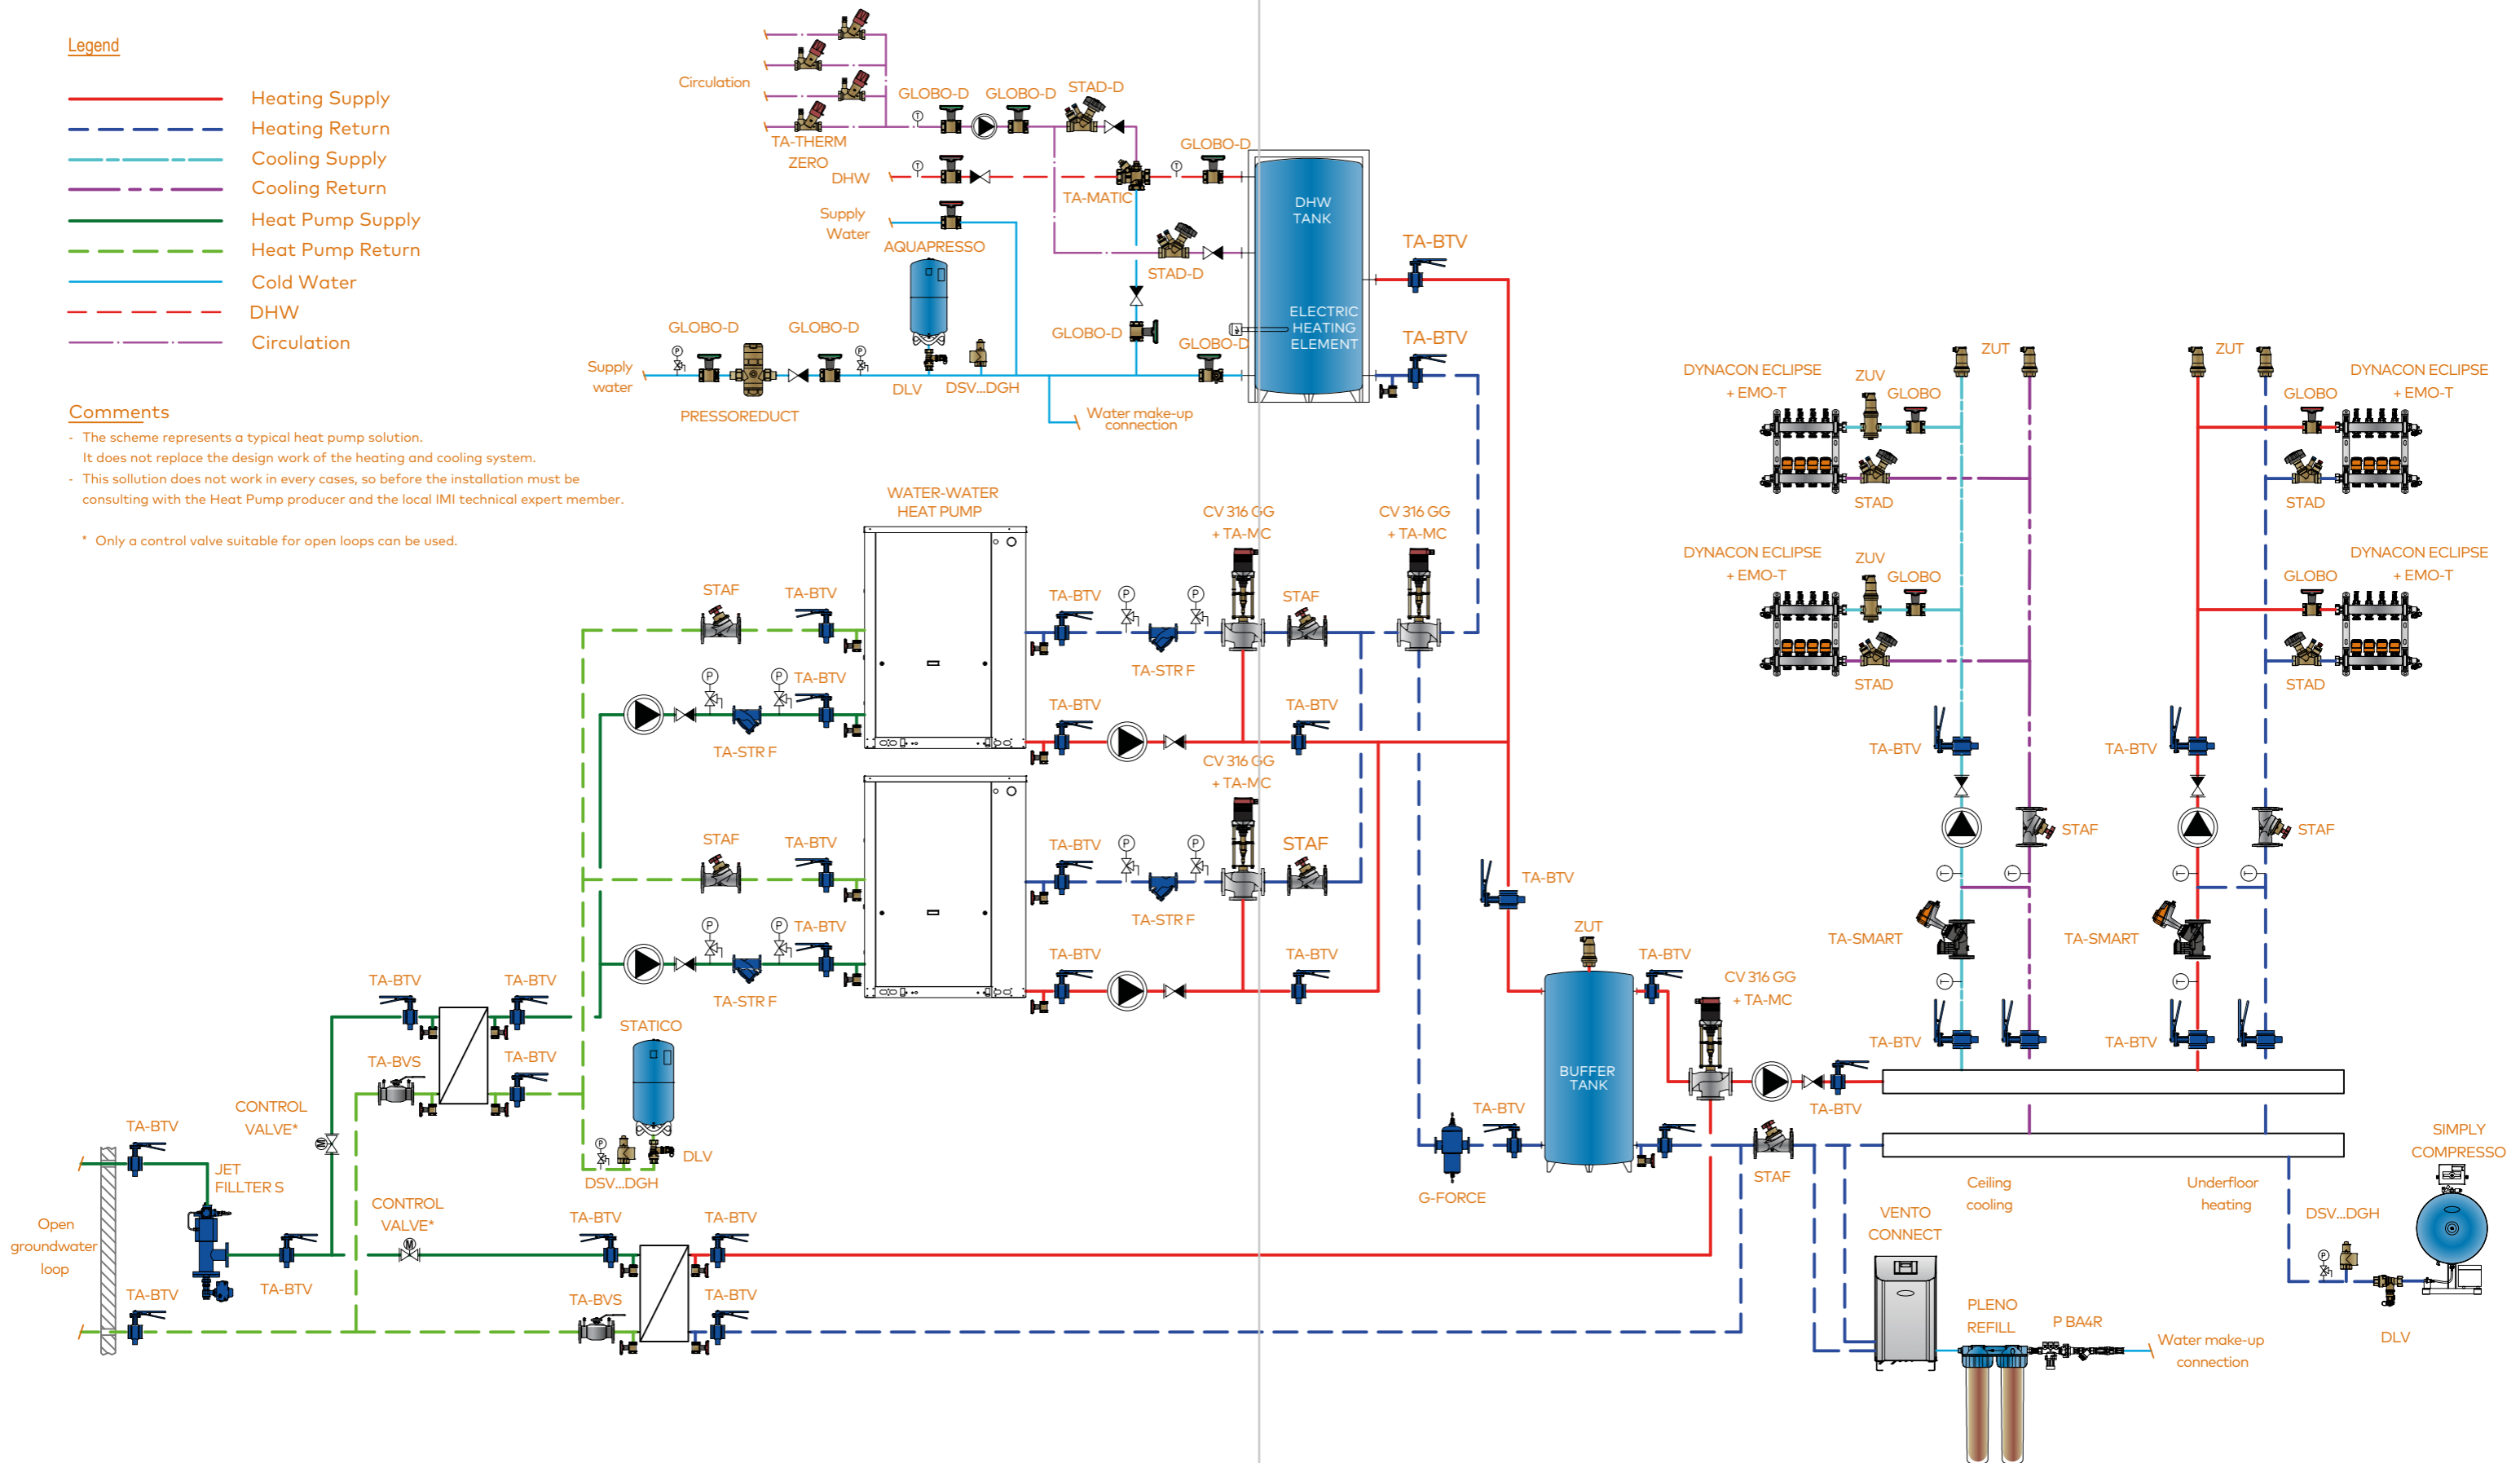 Legend
Heating Supply
Heating Return
Cooling Supply
Cooling Return
Heat Pump Supply
Heat Pump Return
Cold Water
DHW
Circulation
Comments
- The scheme represents a typical heat pump solution.
It does not replace the design work of the heating and cooling system.
- This sollution does not work in every cases, so before the installation must be
consulting with the Heat Pump producer and the local IMI technical expert member.
* Only a control valve suitable for open loops can be used.
Circulation
GLOBO-D
GLOBO-D
STAD-D
TA-THERM
ZERO
T
DHW
T
T
TA-MATIC
GLOBO-D
Supply
Water
AQUAPRESSO
STAD-D
DHW
TANK
ELECTRIC
HEATING
ELEMENT
TA-BTV
TA-BTV
GLOBO-D
GLOBO-D
GLOBO-D
GLOBO-D
P
P
Supply
water
PRESSOREDUCT
DLV
DSV...DGH
Water make-up
connection
WATER-WATER
HEAT PUMP
CV 316 GG
+ TA-MC
CV 316 GG
+ TA-MC
STAF
TA-BTV
TA-BTV
P
P
STAF
TA-STR F
P
P
TA-BTV
TA-STR F
TA-BTV
TA-BTV
CV 316 GG
+ TA-MC
STAF
TA-BTV
TA-BTV
P
P
STAF
TA-STR F
P
P
TA-BTV
TA-STR F
TA-BTV
TA-BTV
TA-BTV
TA-BTV
TA-BVS
TA-BTV
STATICO
P
DLV
DSV...DGH
CONTROL
VALVE*
M
TA-BTV
JET
FILLTER S
Open
groundwater
loop
TA-BTV
TA-BTV
CONTROL
VALVE*
M
TA-BTV
TA-BTV
TA-BVS
TA-BTV
TA-BTV
ZUT
TA-BTV
BUFFER
TANK
CV 316 GG
+ TA-MC
TA-BTV
TA-BTV
G-FORCE
STAF
DYNACON ECLIPSE
+ EMO-T
ZUV
GLOBO
STAD
ZUT
DYNACON ECLIPSE
+ EMO-T
ZUV
GLOBO
STAD
ZUT
GLOBO
DYNACON ECLIPSE
+ EMO-T
STAD
GLOBO
DYNACON ECLIPSE
+ EMO-T
STAD
TA-BTV
TA-BTV
STAF
STAF
T
T
T
T
TA-SMART
TA-SMART
T
T
TA-BTV
TA-BTV
Ceiling
cooling
Underfloor
heating
SIMPLY
COMPRESSO
DSV...DGH
P
DLV
VENTO
CONNECT
PLENO
REFILL
P BA4R
Water make-up
connection